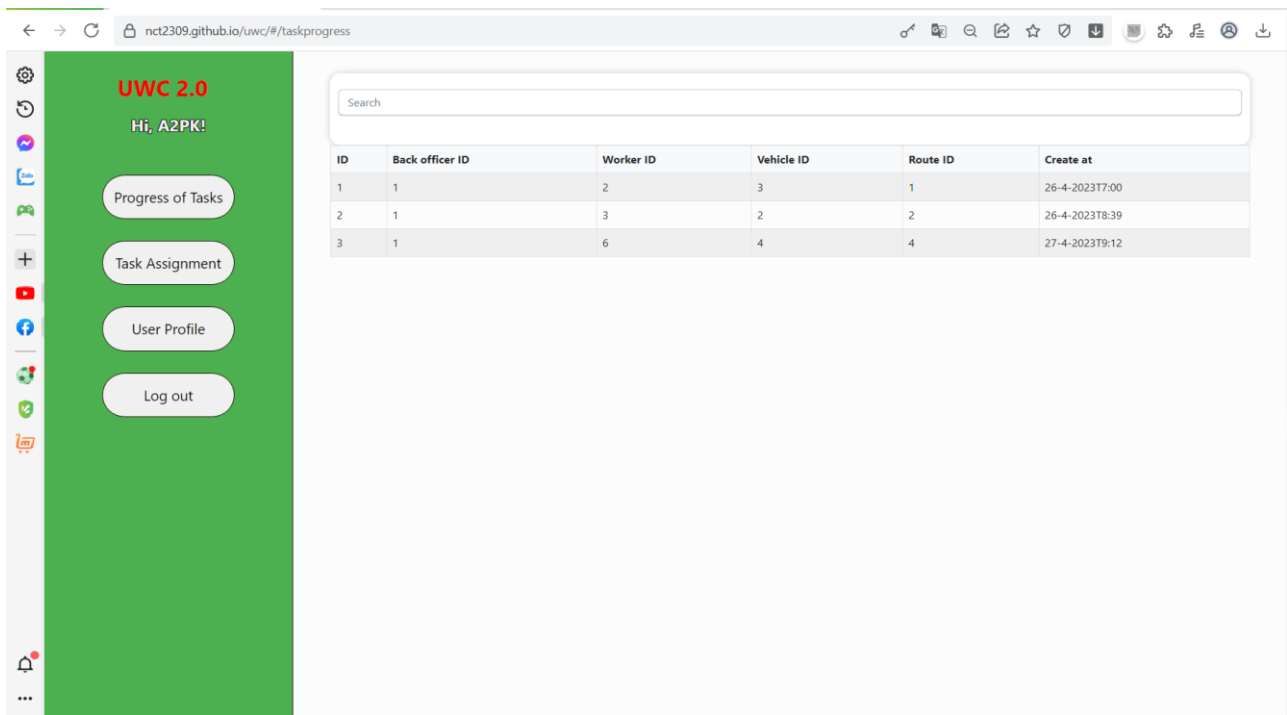 nct2309.github.io/uwc/#/taskprogress
UWC 2.0
Hi, A2PK!
Progress of Tasks
Task Assignment
User Profile
Log out
Search
ID Back officer ID Worker ID Vehicle ID Route ID Create at
1 1 2 3 1 26-4-2023T7:00
2 1 3 2 2 26-4-2023T8:39
3 1 6 4 4 27-4-2023T9:12